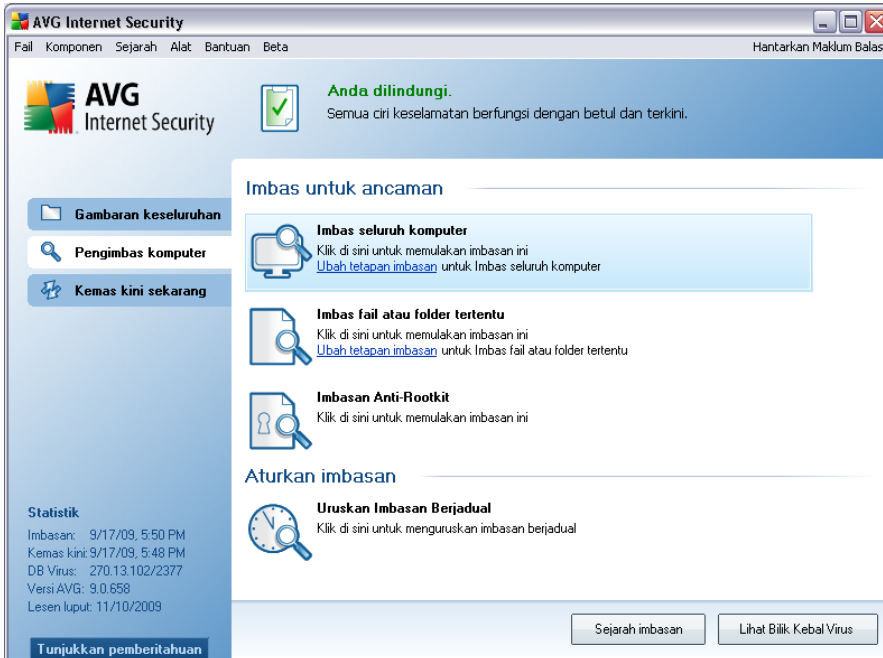 AVG Internet Security
Fail Komponen Sejarah Alat Bantuan Beta Hantarkan Maklum Balas
AVG
Internet Security
Anda dilindungi.
Semua ciri keselamatan berfungsi dengan betul dan terkini.
Gambaran keseluruhan
Pengimbas komputer
Kemas kini sekarang
Imbas untuk ancaman
Imbas seluruh komputer
Klik di sini untuk memulakan imbasan ini
Ubah tetapan imbasan untuk Imbas seluruh komputer
Imbas fail atau folder tertentu
Klik di sini untuk memulakan imbasan ini
Ubah tetapan imbasan untuk Imbas fail atau folder tertentu
Imbasan Anti-Rootkit
Klik di sini untuk memulakan imbasan ini
Aturkan imbasan
Uruskan Imbasan Berjadual
Klik di sini untuk menguruskan imbasan berjadual
Statistik
Imbasan: 9/17/09, 5:50 PM
Kemas kini: 9/17/09, 5:48 PM
DB Virus: 270.13.102/2377
Versi AVG: 9.0.658
Lesen luput: 11/10/2009
Tunjukkan pemberitahuan
Sejarah imbasan
Lihat Bilik Kebal Virus